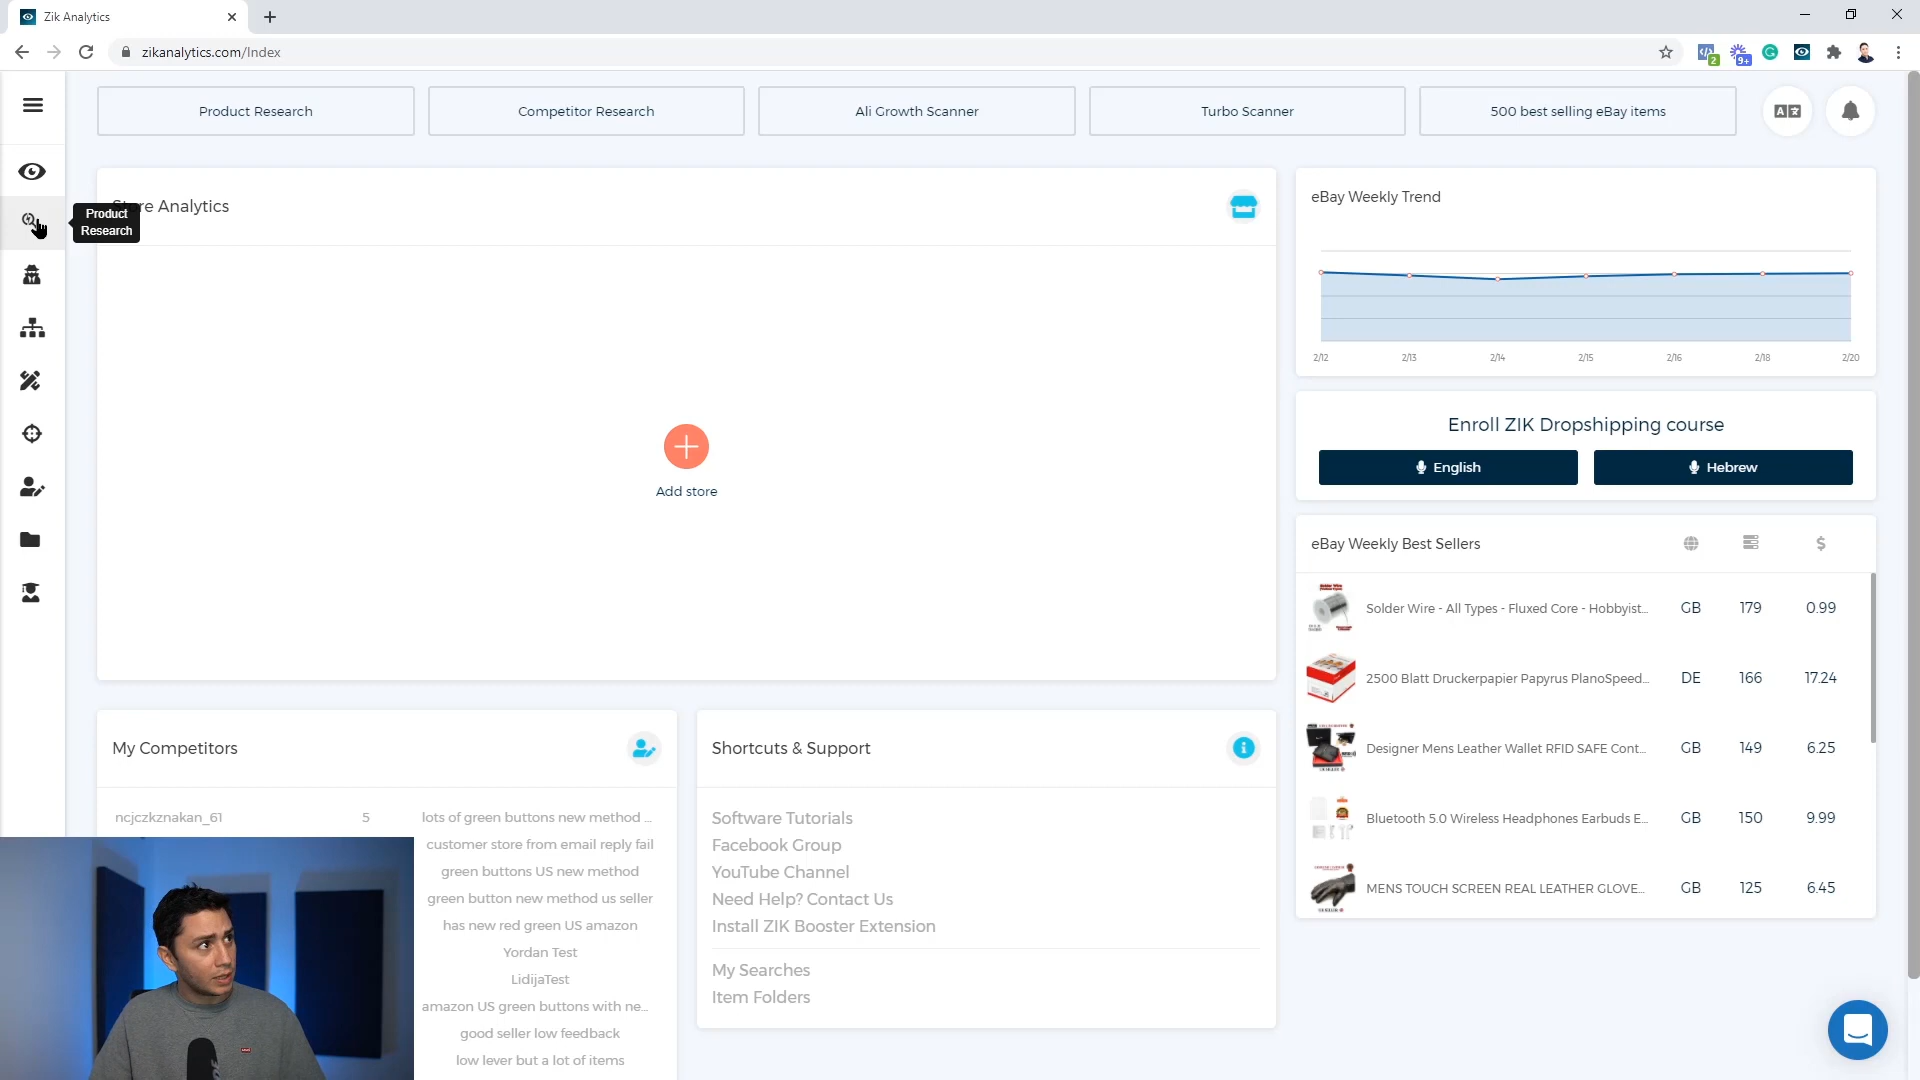 Zik Analytics
zikanalytics.com/Index
2
9+
Product Research
Competitor Research
Ali Growth Scanner
Turbo Scanner
500 best selling eBay items
Product
Research
Store Analytics
Add store
eBay Weekly Trend
2/12 2/13 2/14 2/15 2/16 2/18 2/20
Enroll ZIK Dropshipping course
English
Hebrew
eBay Weekly Best Sellers
$
Solder Wire - All Types - Fluxed Core - Hobbyist... GB 179 0.99
2500 Blatt Druckerpapier Papyrus PlanoSpeed... DE 166 17.24
Designer Mens Leather Wallet RFID SAFE Cont... GB 149 6.25
Bluetooth 5.0 Wireless Headphones Earbuds E... GB 150 9.99
MENS TOUCH SCREEN REAL LEATHER GLOVE... GB 125 6.45
My Competitors
ncjczkznakan_61 5 lots of green buttons new method ...
customer store from email reply fail
green buttons US new method
green button new method us seller
has new red green US amazon
Yordan Test
LidijaTest
amazon US green buttons with ne...
good seller low feedback
low lever but a lot of items
Shortcuts & Support
Software Tutorials
Facebook Group
YouTube Channel
Need Help? Contact Us
Install ZIK Booster Extension
My Searches
Item Folders